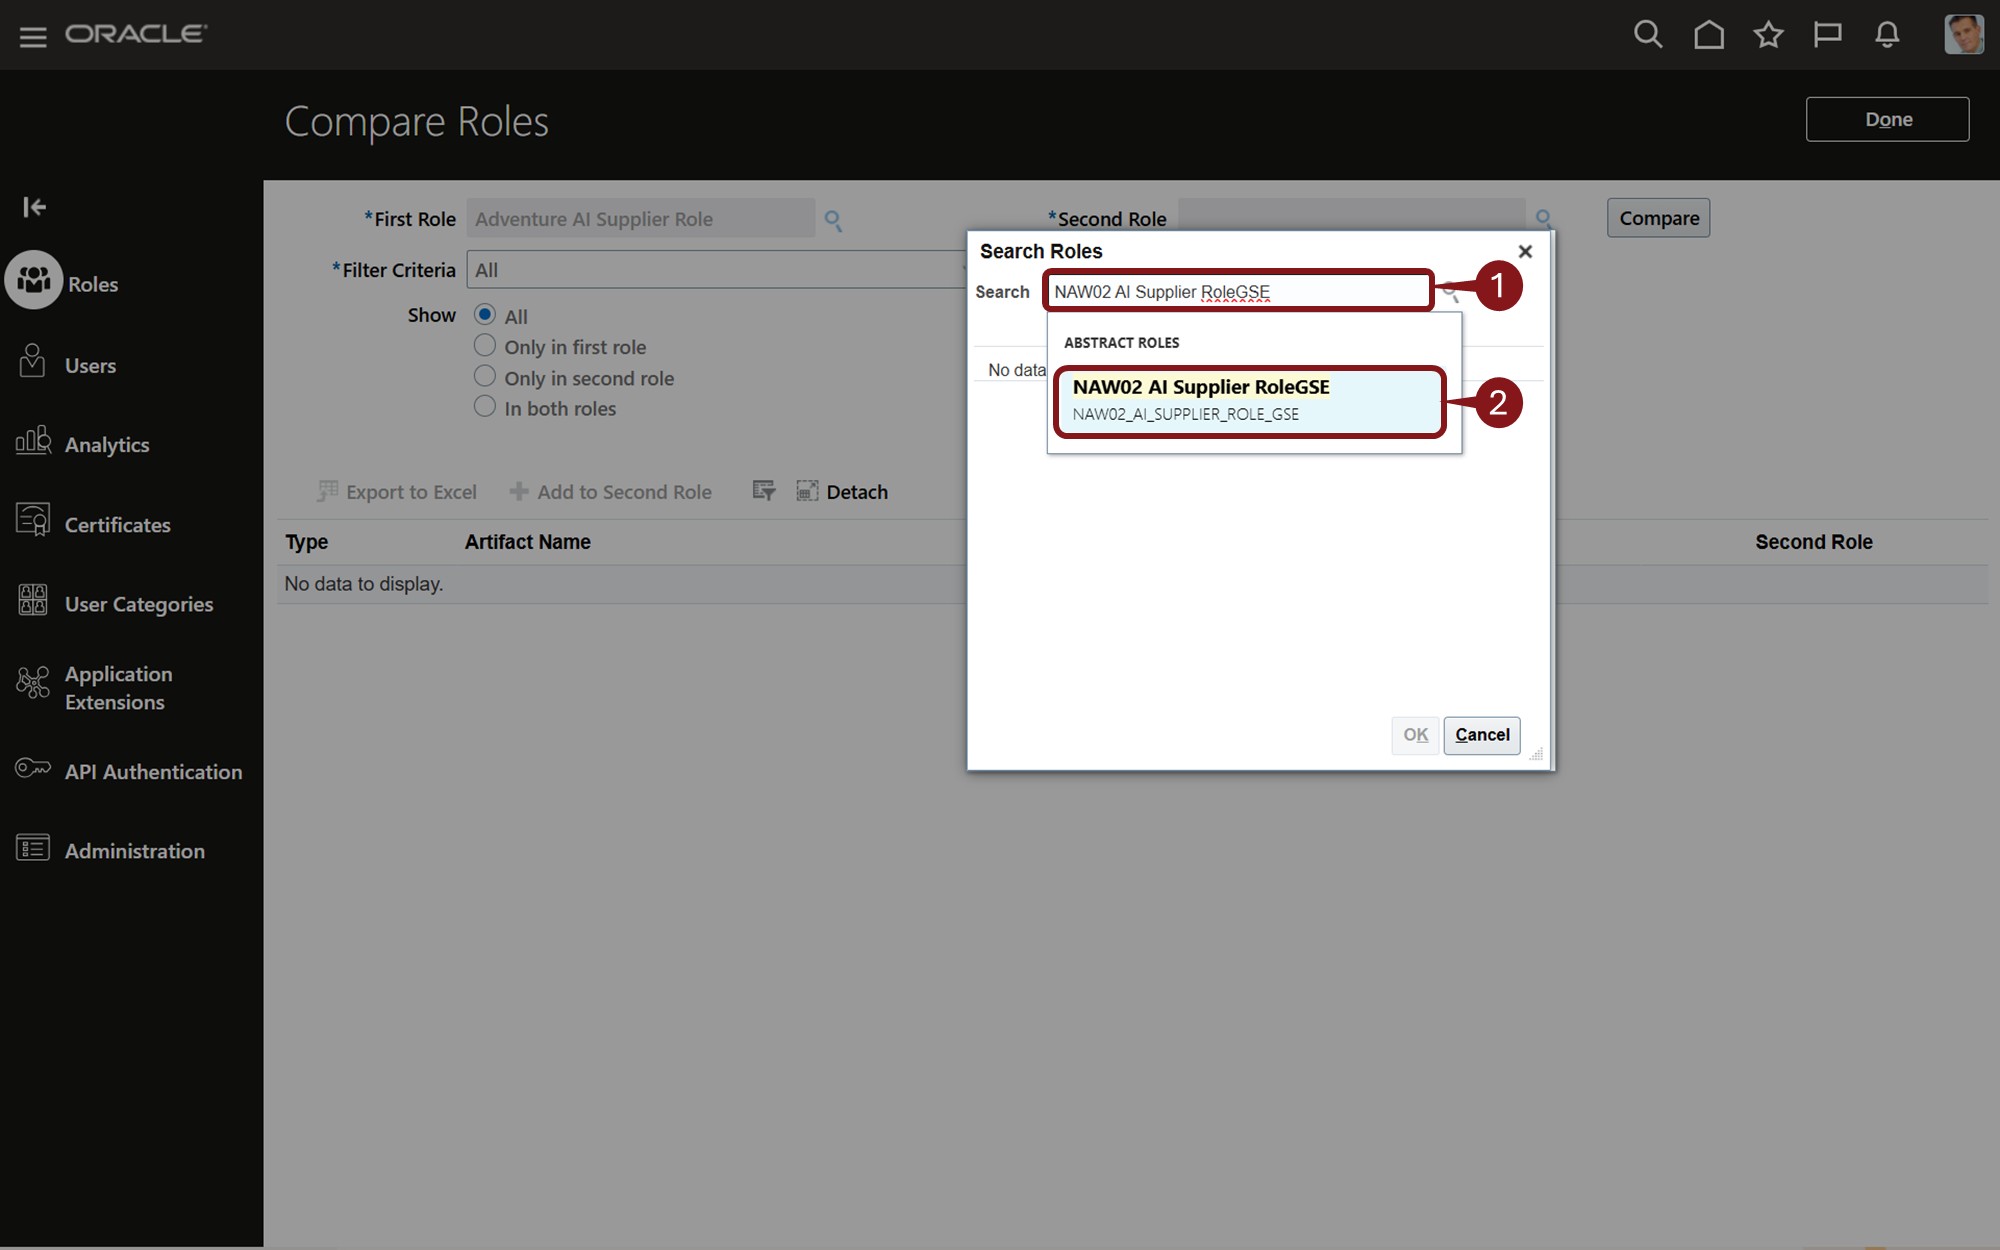 ORACLE
Compare Roles
Done
Roles
Users
Analytics
Certificates
User Categories
Application
Extensions
API Authentication
Administration
*First Role Adventure AI Supplier Role
*Second Role
Compare
*Filter Criteria All
Show
All
Only in first role
Only in second role
In both roles
Export to Excel
Add to Second Role
Detach
Type Artifact Name Second Role
No data to display.
Search Roles
Search NAW02 AI Supplier RoleGSE
1
ABSTRACT ROLES
No data
NAW02 AI Supplier RoleGSE
NAW02_AI_SUPPLIER_ROLE_GSE
2
OK
Cancel